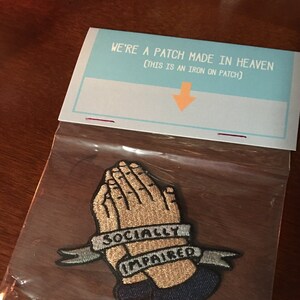 WE'RE A PATCH MADE IN HEAVEN
(THIS IS AN IRON ON PATCH)
SOCIALLY
IMPAIRED